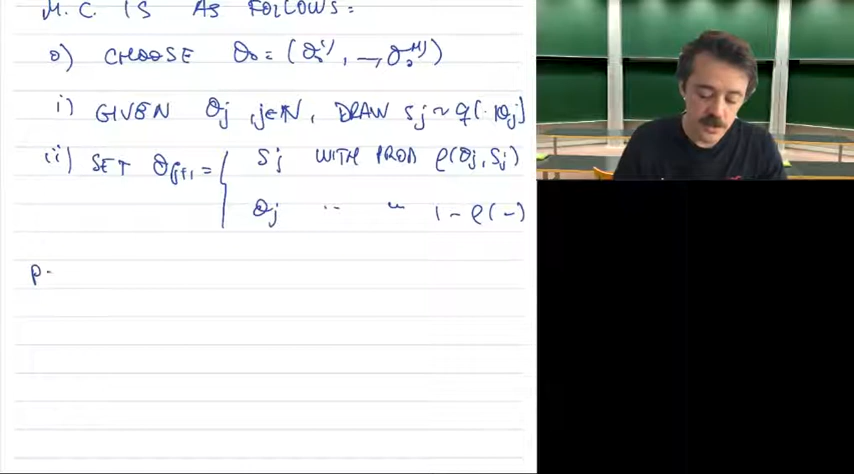 M. C. IS AS FOLLOWS:
0) CHOOSE θ₀ = (θ₀⁽¹⁾, —, θ₀⁽ᴹ⁾)
i) GIVEN θj, j∈ℕ, DRAW sj ~ q(·|θj)
ii) SET θj+1 = { sj WITH PROB ρ(θj, sj)
θj " " 1 - ρ(—)
ρ-